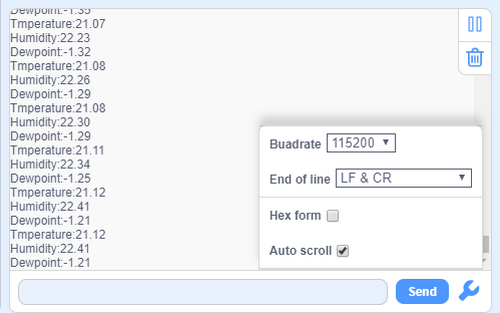 Dewpoint:-1.35
Tmperature:21.07
Humidity:22.23
Dewpoint:-1.32
Tmperature:21.08
Humidity:22.26
Dewpoint:-1.29
Tmperature:21.08
Humidity:22.30
Dewpoint:-1.29
Tmperature:21.11
Humidity:22.34
Dewpoint:-1.25
Tmperature:21.12
Humidity:22.41
Dewpoint:-1.21
Tmperature:21.12
Humidity:22.41
Dewpoint:-1.21
Buadrate 115200
End of line LF & CR
Hex form
Auto scroll
Send